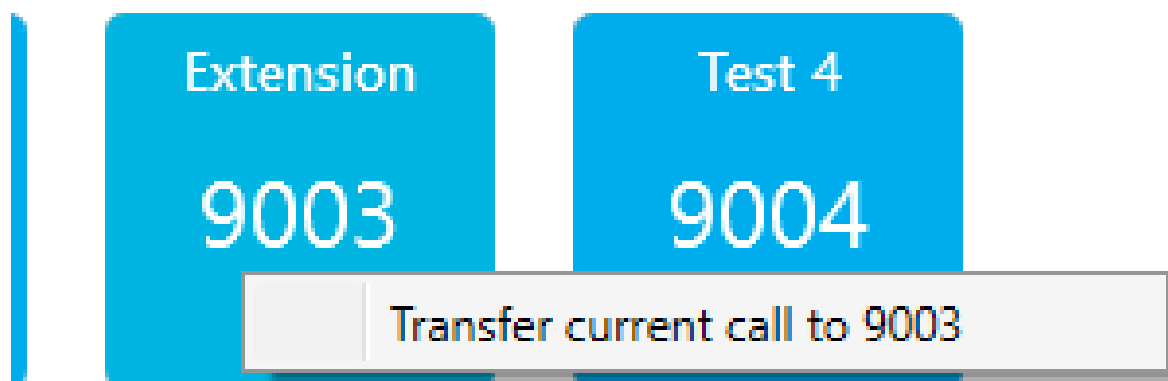 Extension
9003
Test 4
9004
Transfer current call to 9003